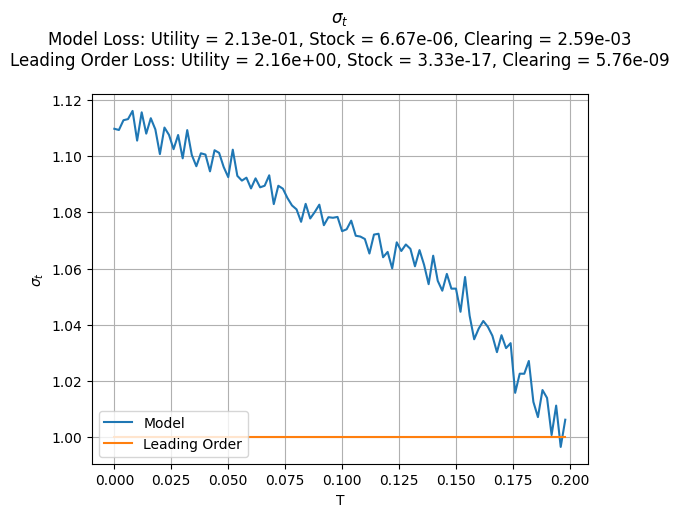 σₜ
Model Loss: Utility = 2.13e-01, Stock = 6.67e-06, Clearing = 2.59e-03
Leading Order Loss: Utility = 2.16e+00, Stock = 3.33e-17, Clearing = 5.76e-09
1.12
1.10
1.08
1.06
1.04
1.02
1.00
σₜ
Model
Leading Order
0.000 0.025 0.050 0.075 0.100 0.125 0.150 0.175 0.200
T